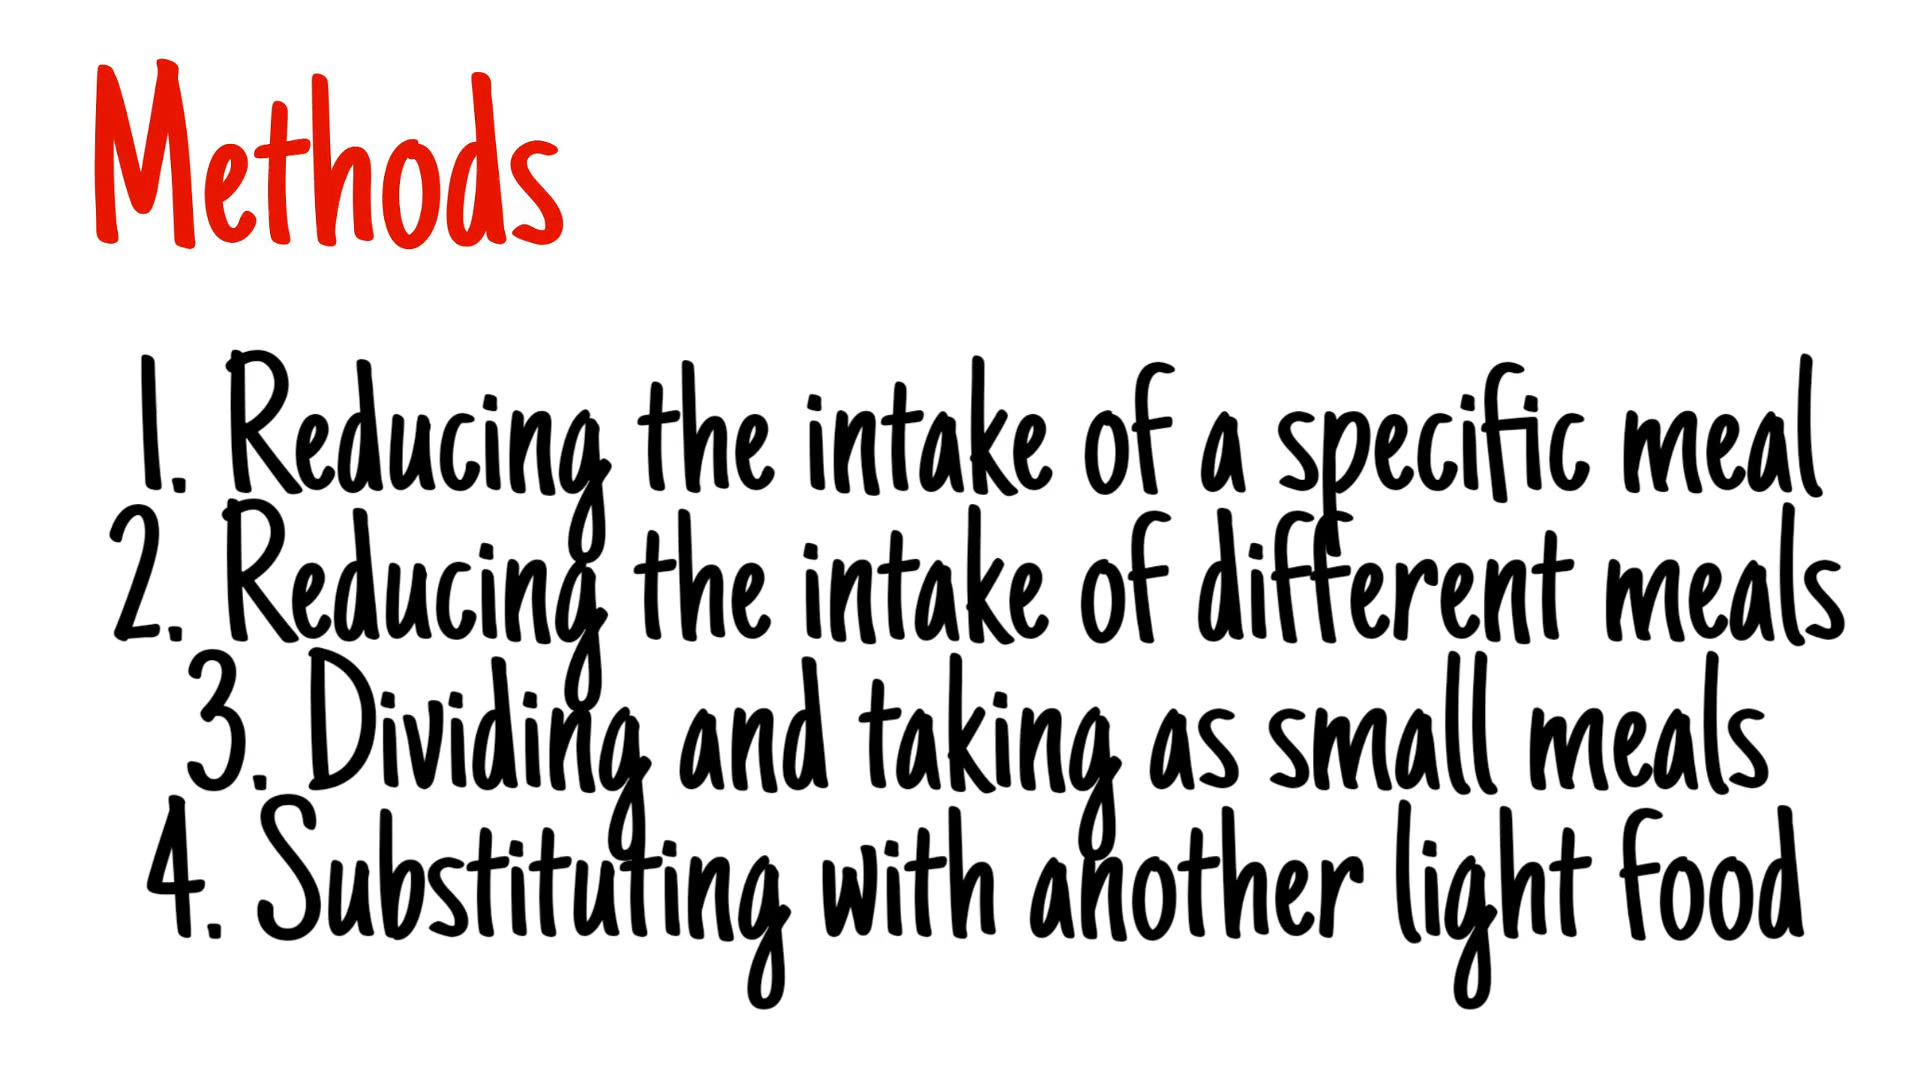 Methods
1. Reducing the intake of a specific meal
2. Reducing the intake of different meals
3. Dividing and taking as small meals
4. Substituting with another light food